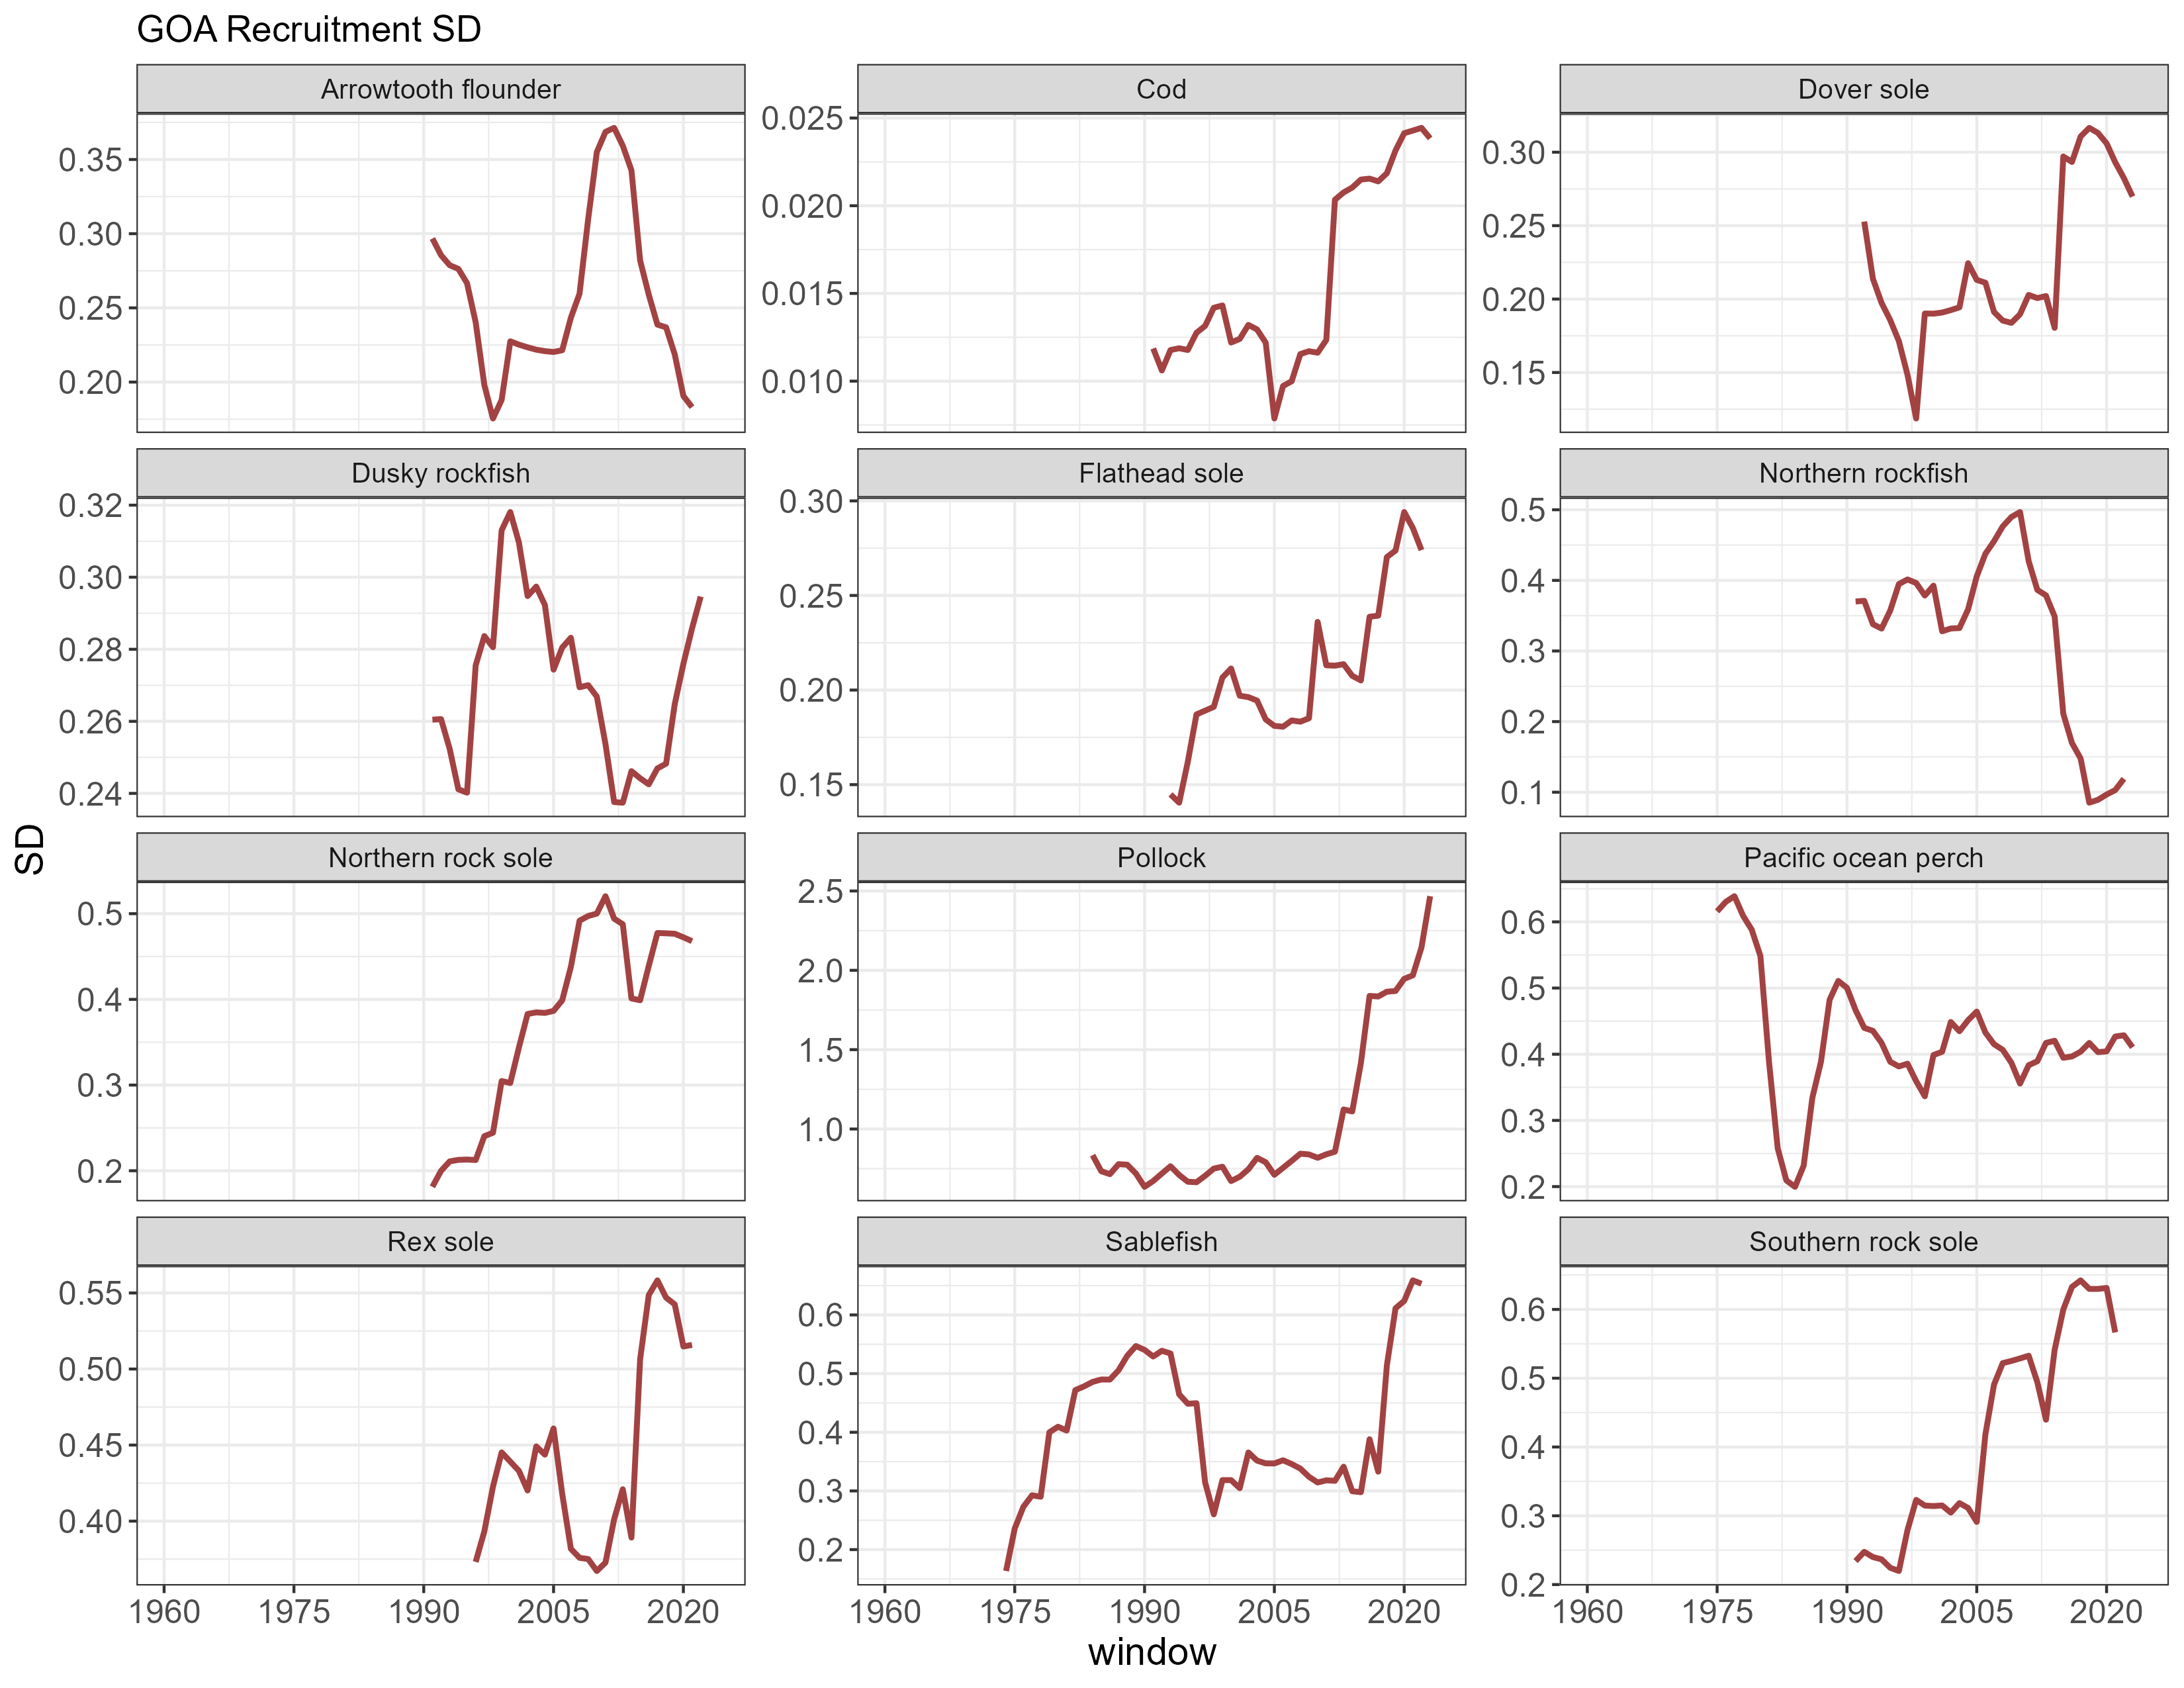 GOA Recruitment SD
Arrowtooth flounder
Cod
Dover sole
0.35
0.30
0.25
0.20
0.025
0.020
0.015
0.010
0.30
0.25
0.20
0.15
Dusky rockfish
Flathead sole
Northern rockfish
0.32
0.30
0.28
0.26
0.24
0.30
0.25
0.20
0.15
0.5
0.4
0.3
0.2
0.1
SD
Northern rock sole
Pollock
Pacific ocean perch
0.5
0.4
0.3
0.2
2.5
2.0
1.5
1.0
0.6
0.5
0.4
0.3
0.2
Rex sole
Sablefish
Southern rock sole
0.55
0.50
0.45
0.40
0.6
0.5
0.4
0.3
0.2
0.6
0.5
0.4
0.3
0.2
1960 1975 1990 2005 2020
1960 1975 1990 2005 2020
1960 1975 1990 2005 2020
window